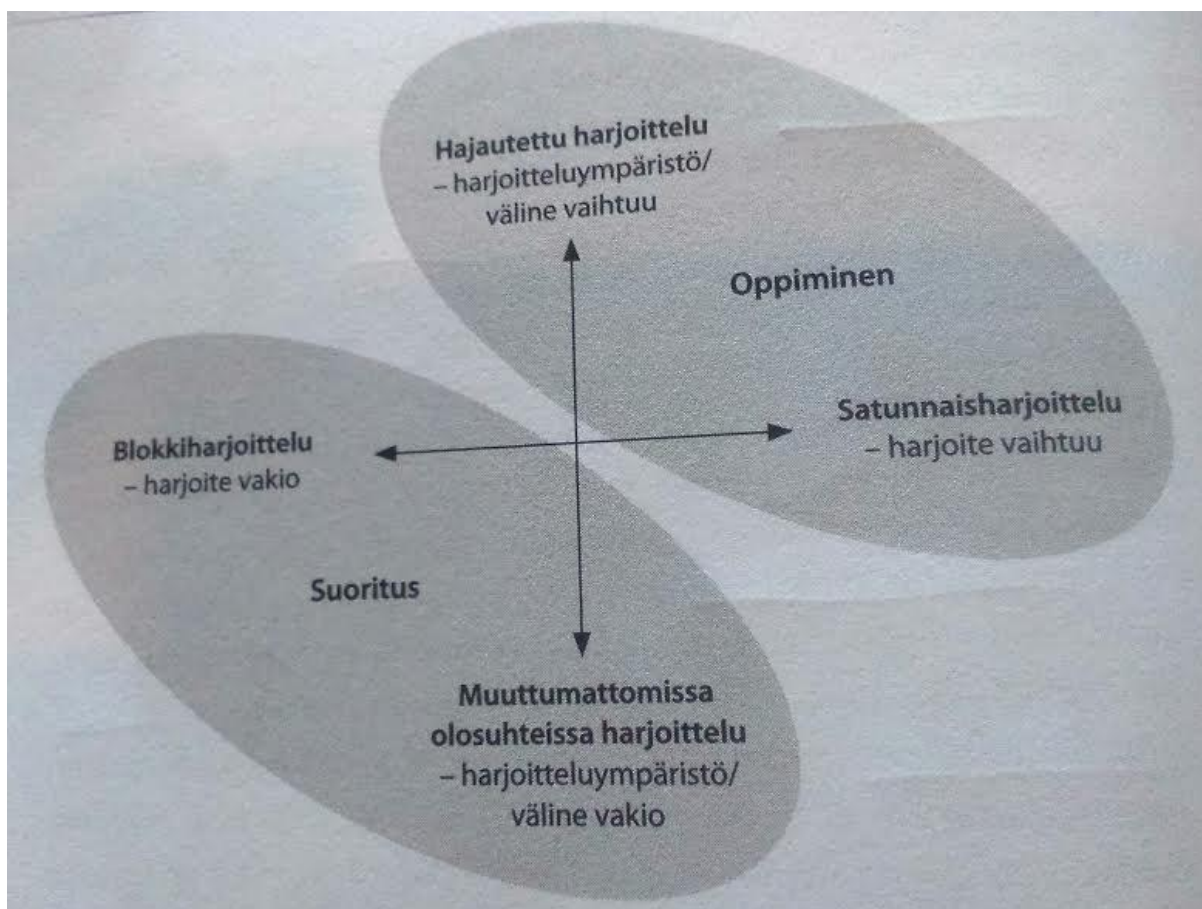 Hajautettu harjoittelu
– harjoitteluympäristö/
väline vaihtuu
Oppiminen
Satunnaisharjoittelu
– harjoite vaihtuu
Blokkiharjoittelu
– harjoite vakio
Suoritus
Muuttumattomissa
olosuhteissa harjoittelu
– harjoitteluympäristö/
väline vakio